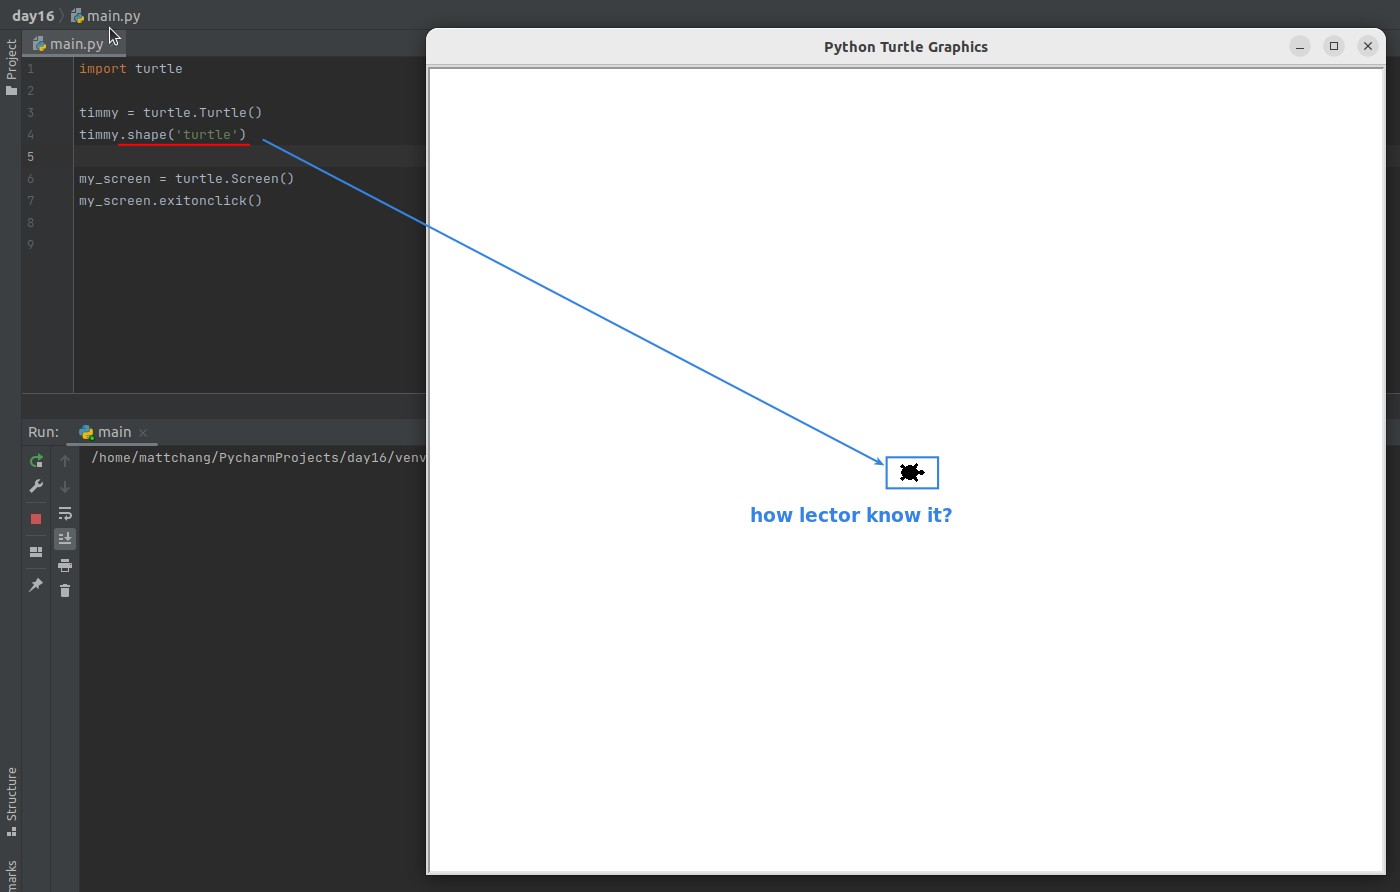 day16 〉 main.py
main.py
Python Turtle Graphics
Project
1 import turtle
2
3 timmy = turtle.Turtle()
4 timmy.shape('turtle')
5
6 my_screen = turtle.Screen()
7 my_screen.exitonclick()
8
9
how lector know it?
Run: main
/home/mattchang/PycharmProjects/day16/venv
Structure
marks